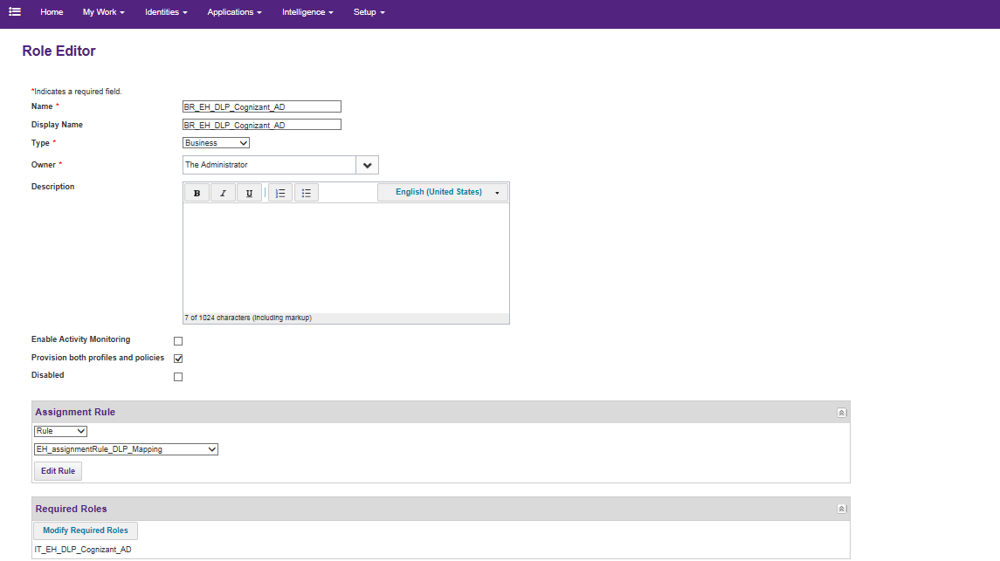 Home My Work Identities Applications Intelligence Setup
Role Editor
*Indicates a required field.
Name * BR_EH_DLP_Cognizant_AD
Display Name BR_EH_DLP_Cognizant_AD
Type * Business
Owner * The Administrator
Description B I U English (United States)
7 of 1024 characters (including markup)
Enable Activity Monitoring
Provision both profiles and policies
Disabled
Assignment Rule
Rule
EH_assignmentRule_DLP_Mapping
Edit Rule
Required Roles
Modify Required Roles
IT_EH_DLP_Cognizant_AD